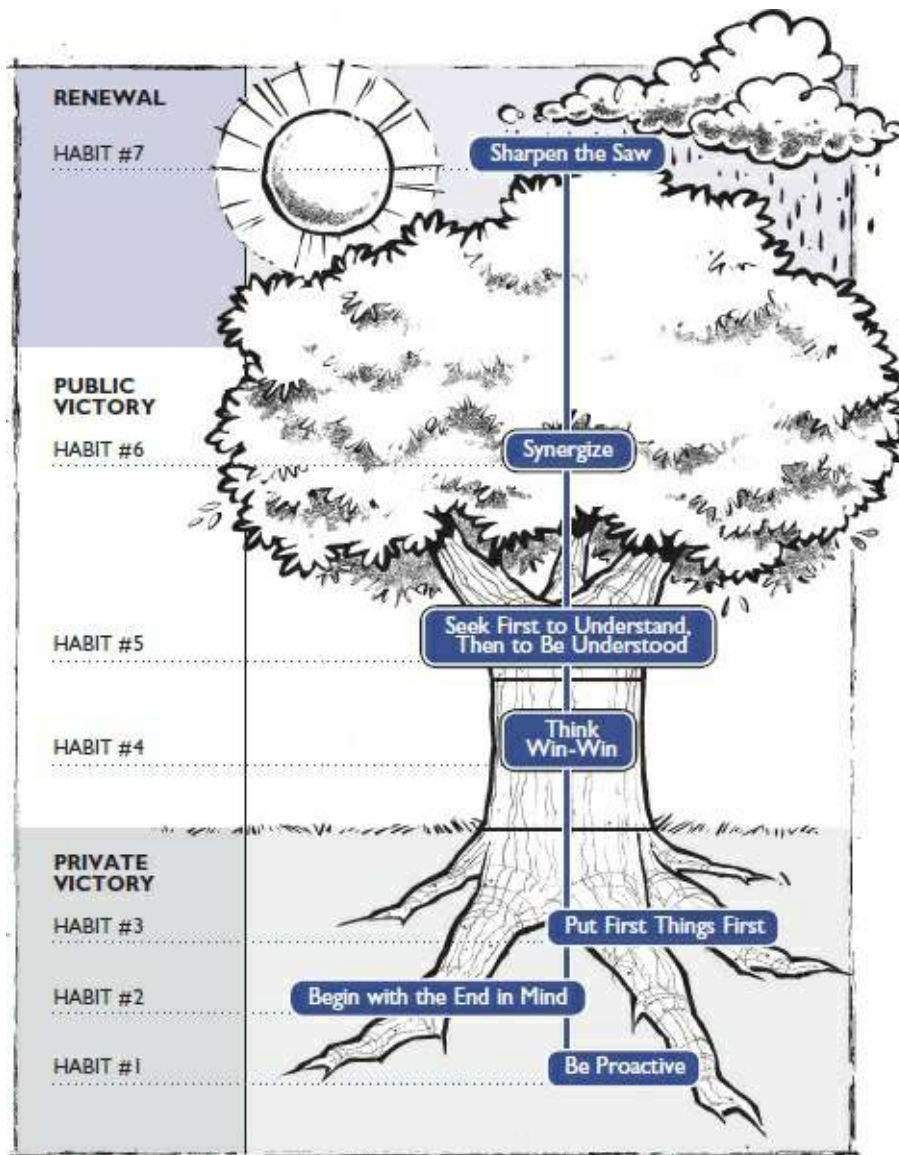 RENEWAL
HABIT #7
Sharpen the Saw
PUBLIC
VICTORY
HABIT #6
Synergize
HABIT #5
Seek First to Understand,
Then to Be Understood
HABIT #4
Think
Win-Win
PRIVATE
VICTORY
HABIT #3
Put First Things First
HABIT #2
Begin with the End in Mind
HABIT #1
Be Proactive